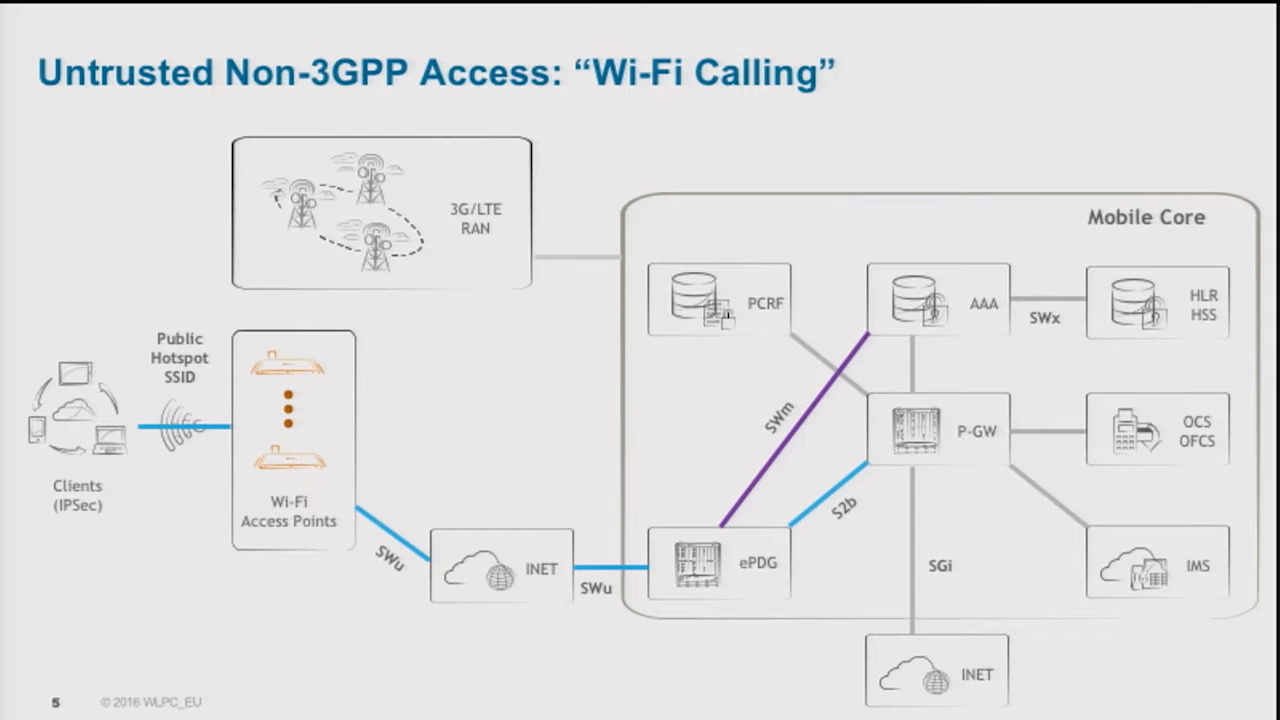 Untrusted Non-3GPP Access: “Wi-Fi Calling”
3G/LTE
RAN
Mobile Core
PCRF
AAA
SWx
HLR
HSS
Public
Hotspot
SSID
SWm
P-GW
OCS
OFCS
Clients
(IPSec)
Wi-Fi
Access Points
SWu
INET
SWu
ePDG
S2b
SGi
IMS
INET
5
© 2016 WLPC_EU